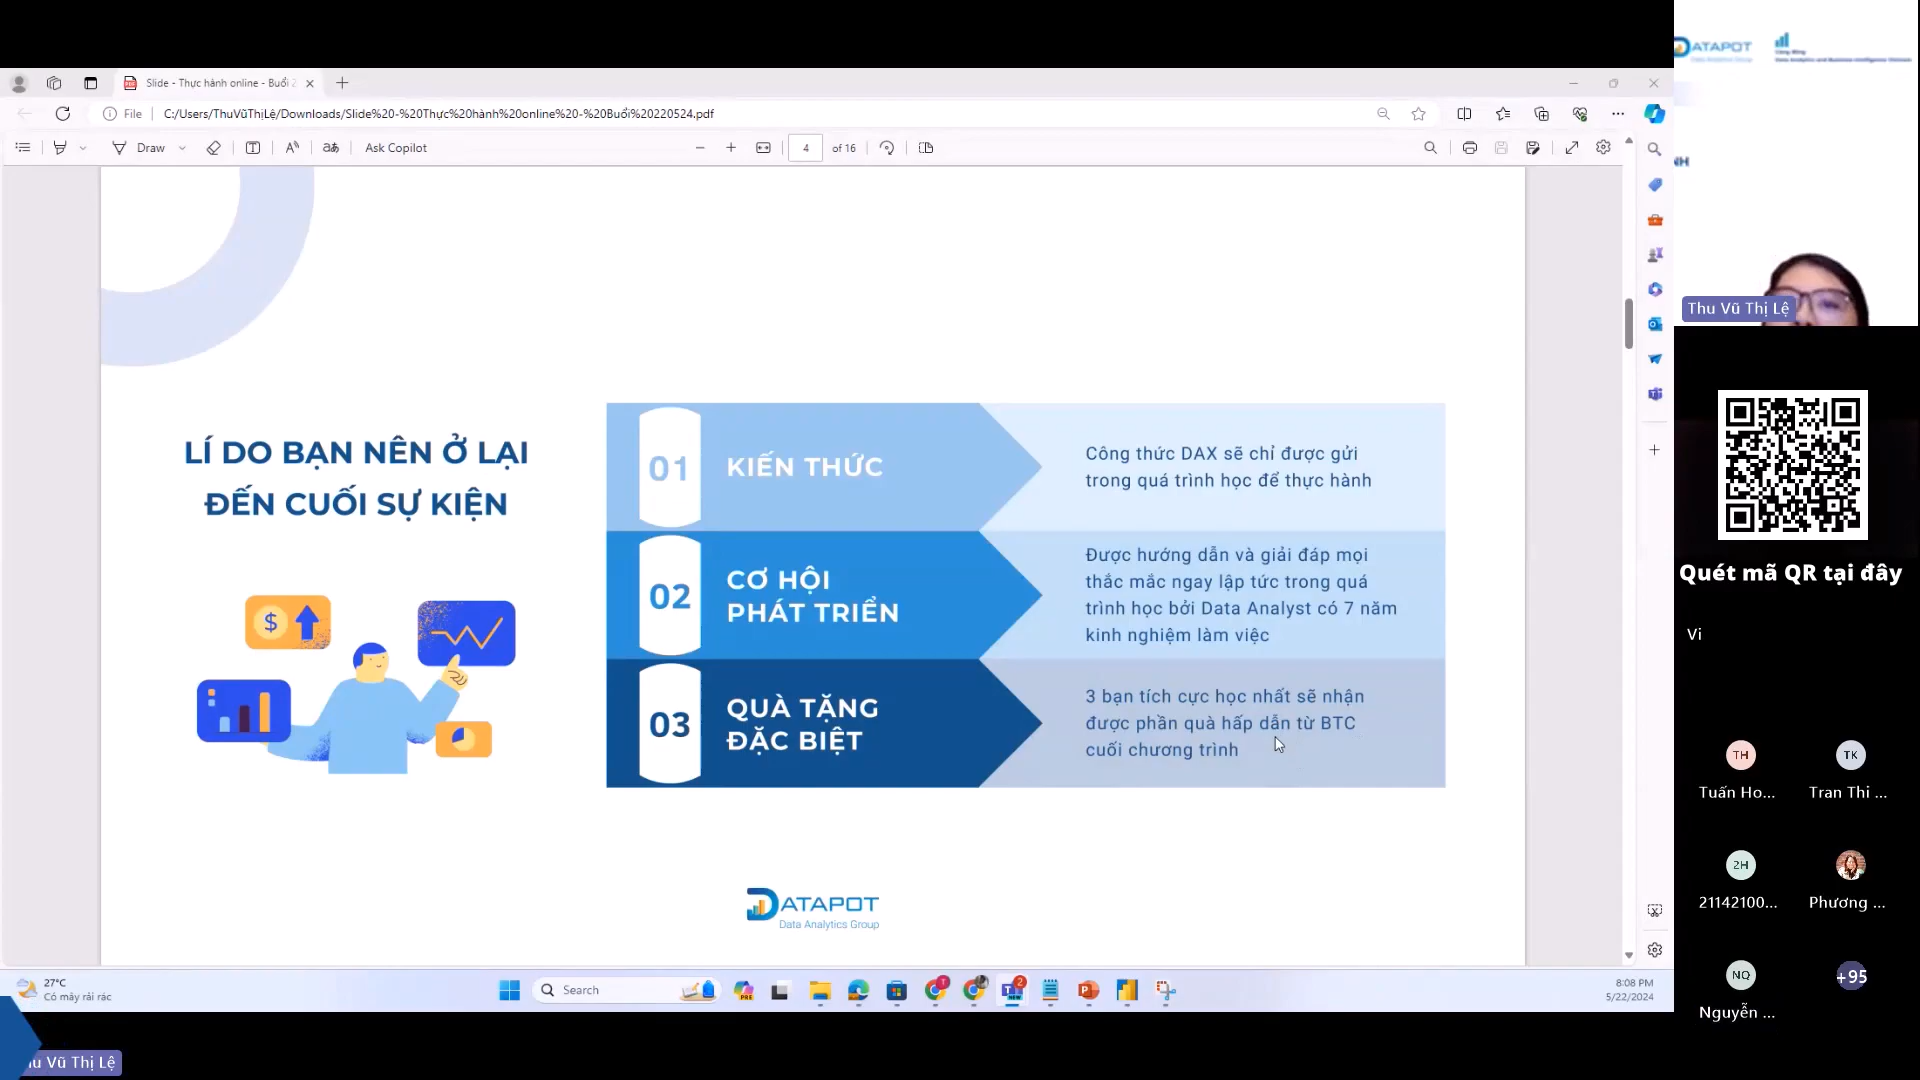 Slide - Thực hành online - Buổi 2
File
C:/Users/ThuVũThịLệ/Downloads/Slide%20-%20Thực%20hành%20online%20-%20Buổi%20220524.pdf
Draw
aあ
Ask Copilot
4
of 16
LÍ DO BẠN NÊN Ở LẠI
ĐẾN CUỐI SỰ KIỆN
$
01
KIẾN THỨC
Công thức DAX sẽ chỉ được gửi
trong quá trình học để thực hành
02
CƠ HỘI
PHÁT TRIỂN
Được hướng dẫn và giải đáp mọi
thắc mắc ngay lập tức trong quá
trình học bởi Data Analyst có 7 năm
kinh nghiệm làm việc
03
QUÀ TẶNG
ĐẶC BIỆT
3 bạn tích cực học nhất sẽ nhận
được phần quà hấp dẫn từ BTC
cuối chương trình
DATAPOT
Data Analytics Group
27°C
Có mây rải rác
Search
8:08 PM
5/22/2024
hu Vũ Thị Lệ
DATAPOT
NH
Thu Vũ Thị Lệ
Quét mã QR tại đây
Vi
TH
TK
Tuấn Ho...
Tran Thi ...
2H
21142100...
Phương ...
NQ
+95
Nguyễn ...